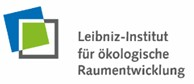 Leibniz-Institut
für ökologische
Raumentwicklung